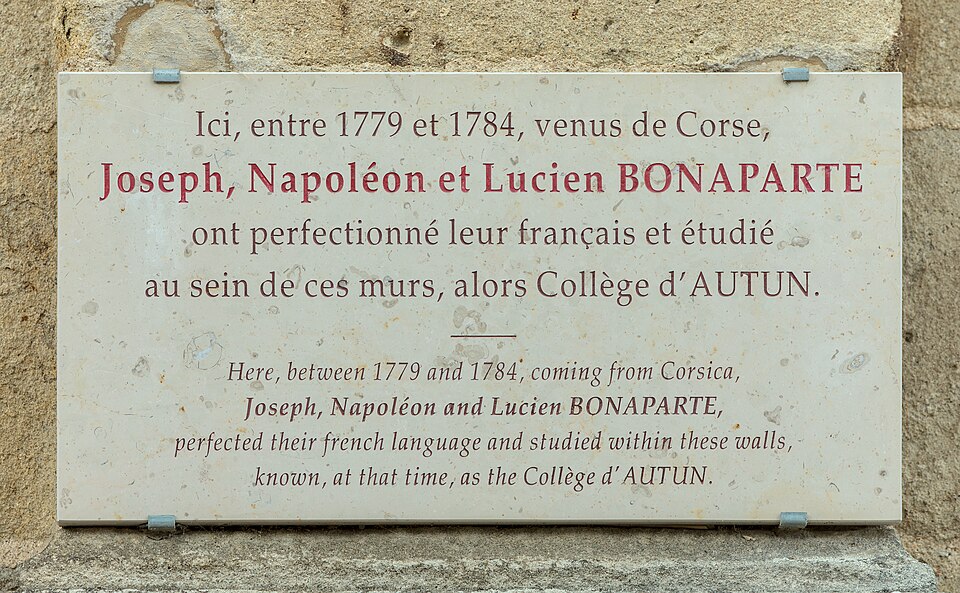 Ici, entre 1779 et 1784, venus de Corse,
Joseph, Napoléon et Lucien BONAPARTE
ont perfectionné leur français et étudié
au sein de ces murs, alors Collège d'AUTUN.
Here, between 1779 and 1784, coming from Corsica,
Joseph, Napoléon and Lucien BONAPARTE,
perfected their french language and studied within these walls,
known, at that time, as the Collège d'AUTUN.